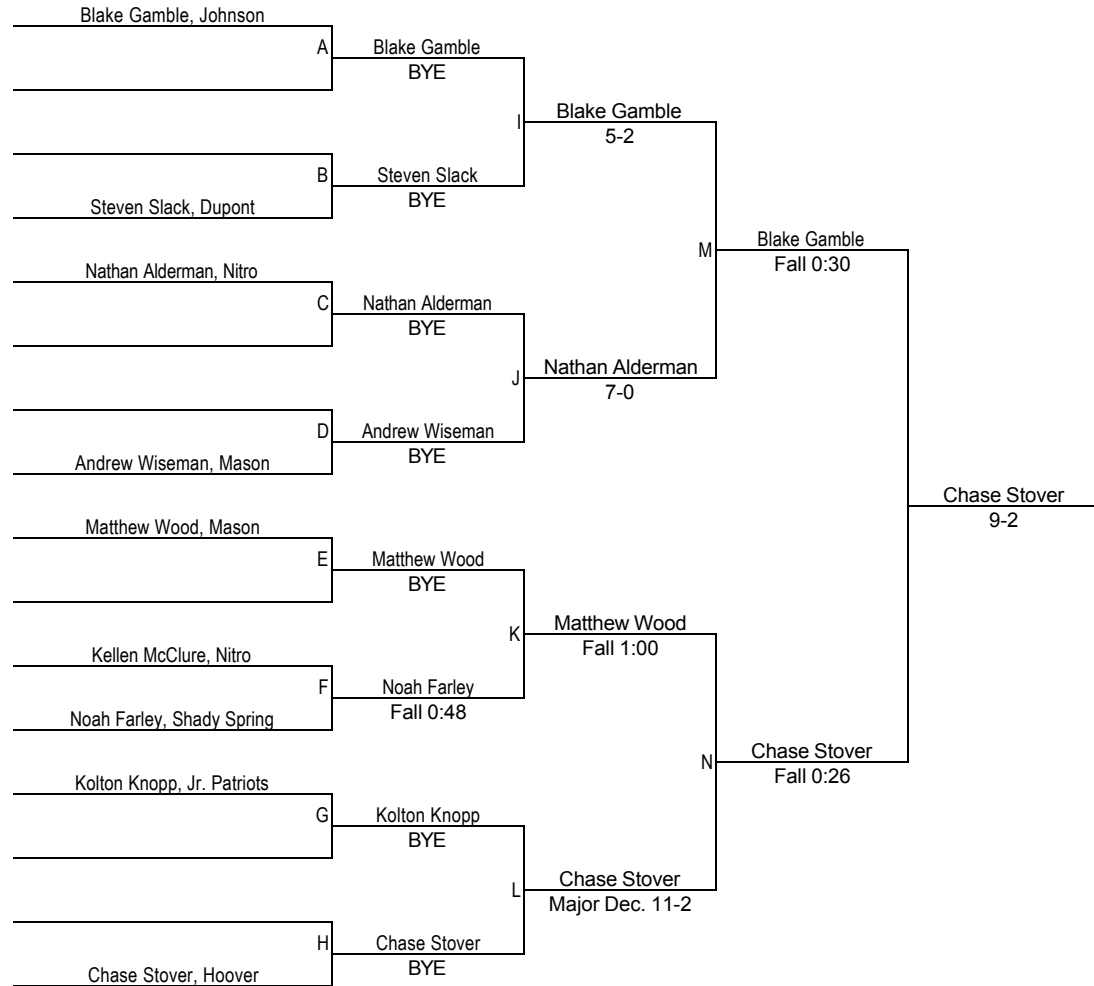 Blake Gamble, Johnson
A
Blake Gamble
BYE
I
Blake Gamble
5-2
B
Steven Slack
BYE
Steven Slack, Dupont
M
Blake Gamble
Fall 0:30
Nathan Alderman, Nitro
C
Nathan Alderman
BYE
J
Nathan Alderman
7-0
D
Andrew Wiseman
BYE
Andrew Wiseman, Mason
Chase Stover
9-2
Matthew Wood, Mason
E
Matthew Wood
BYE
K
Matthew Wood
Fall 1:00
Kellen McClure, Nitro
F
Noah Farley
Fall 0:48
Noah Farley, Shady Spring
N
Chase Stover
Fall 0:26
Kolton Knopp, Jr. Patriots
G
Kolton Knopp
BYE
L
Chase Stover
Major Dec. 11-2
H
Chase Stover
BYE
Chase Stover, Hoover